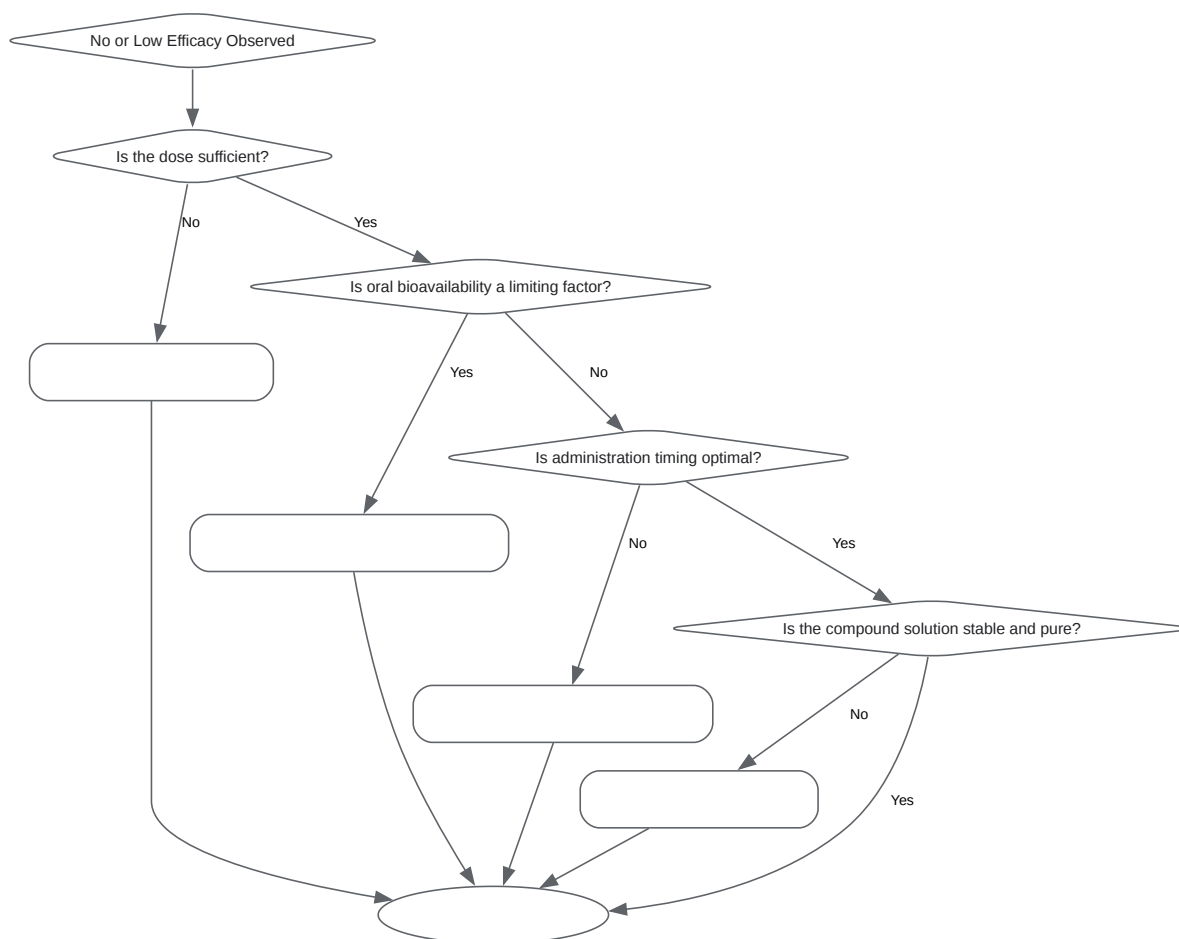 No or Low Efficacy Observed
Is the dose sufficient?
No
Yes
Is oral bioavailability a limiting factor?
Yes
No
Is administration timing optimal?
No
Yes
Is the compound solution stable and pure?
No
Yes